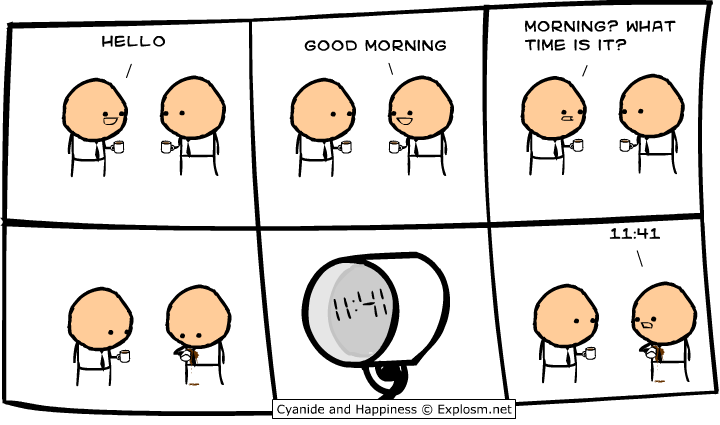 HELLO
GOOD MORNING
MORNING? WHAT
TIME IS IT?
11:41
11:41
Cyanide and Happiness © Explosm.net